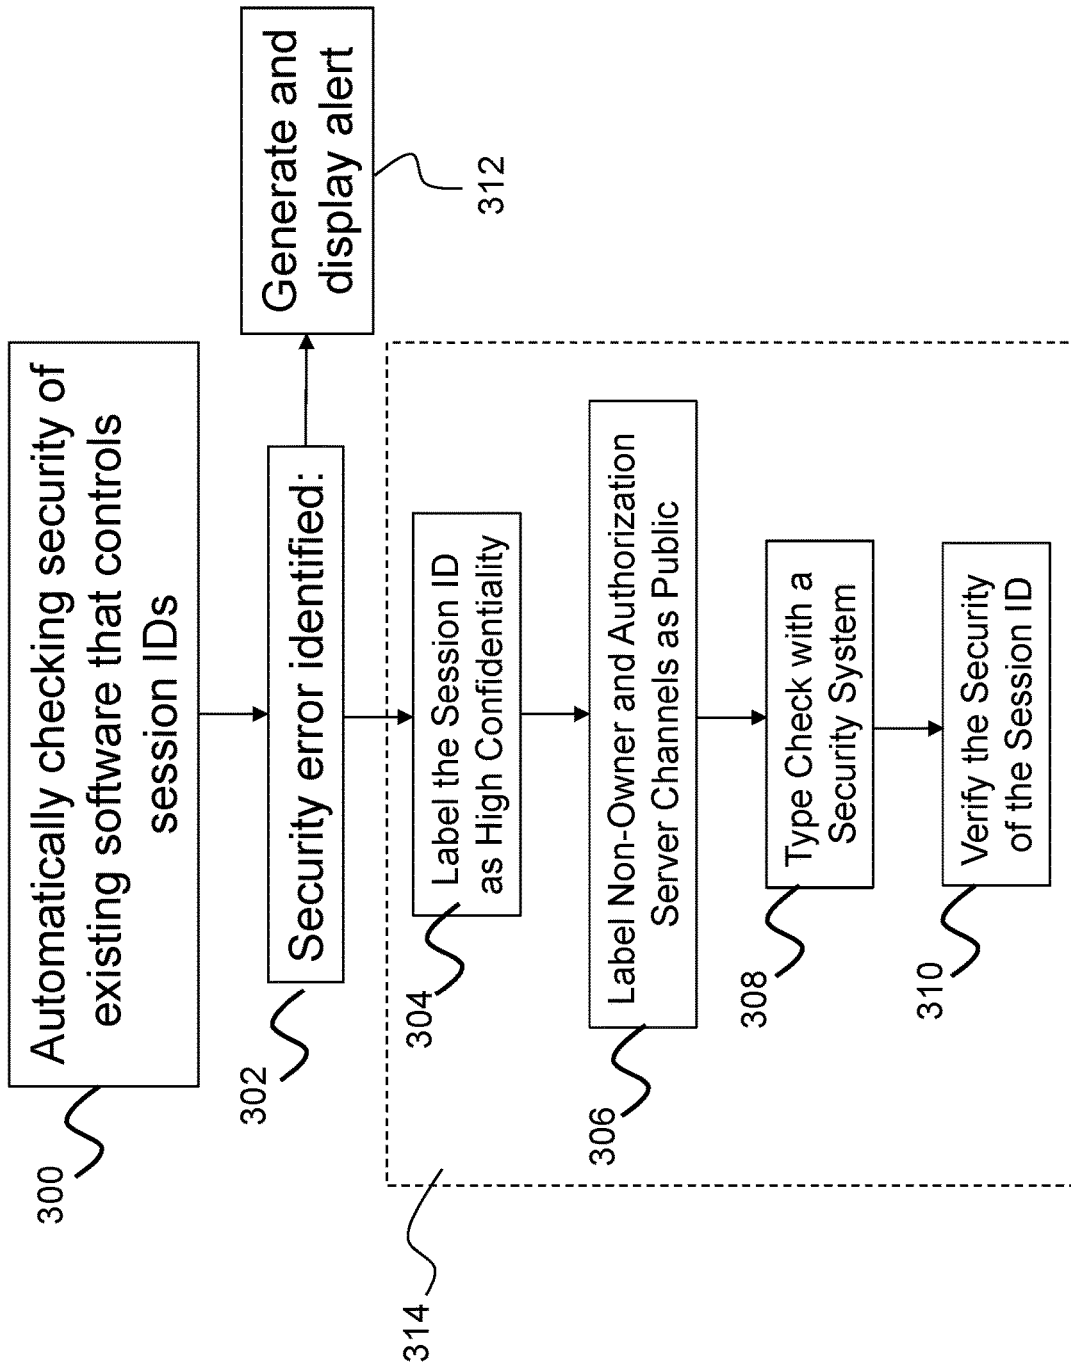 Automatically checking security of
existing software that controls
session IDs
300
Security error identified:
302
Generate and
display alert
312
Label the Session ID
as High Confidentiality
304
Label Non-Owner and Authorization
Server Channels as Public
306
Type Check with a
Security System
308
Verify the Security
of the Session ID
310
314